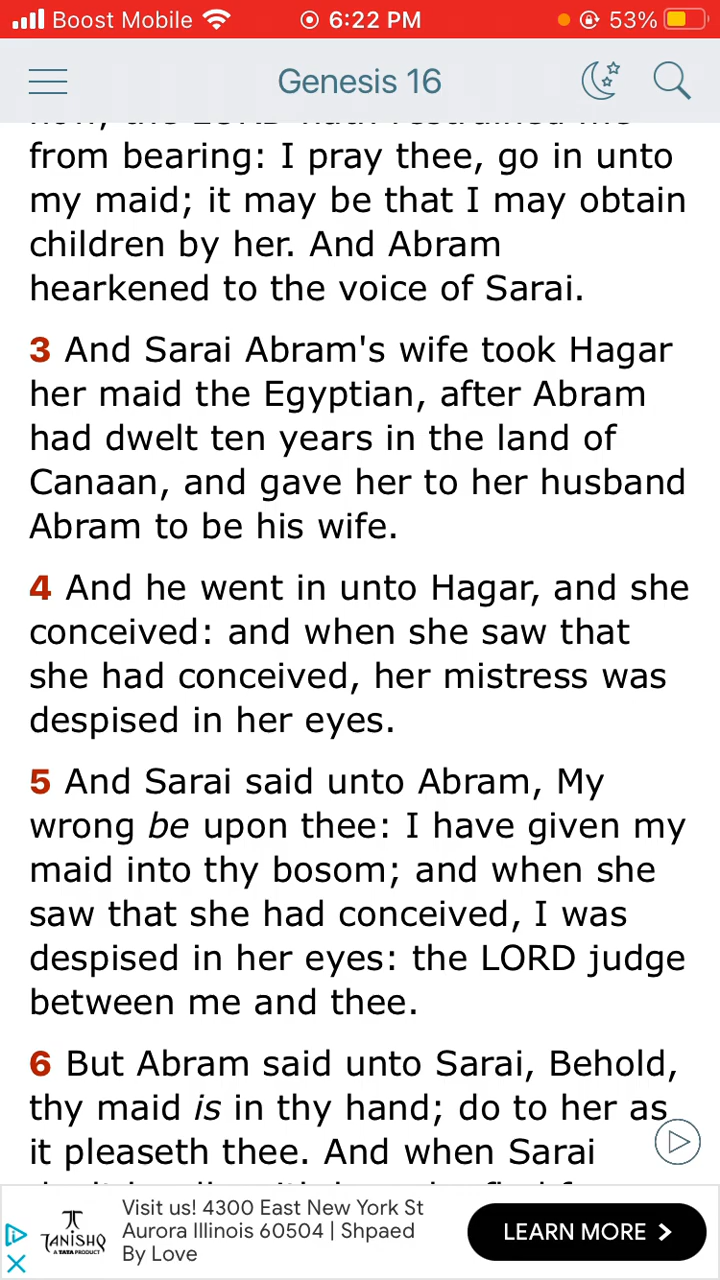 Boost Mobile 6:22 PM 53%
Genesis 16
from bearing: I pray thee, go in unto
my maid; it may be that I may obtain
children by her. And Abram
hearkened to the voice of Sarai.
3 And Sarai Abram's wife took Hagar
her maid the Egyptian, after Abram
had dwelt ten years in the land of
Canaan, and gave her to her husband
Abram to be his wife.
4 And he went in unto Hagar, and she
conceived: and when she saw that
she had conceived, her mistress was
despised in her eyes.
5 And Sarai said unto Abram, My
wrong be upon thee: I have given my
maid into thy bosom; and when she
saw that she had conceived, I was
despised in her eyes: the LORD judge
between me and thee.
6 But Abram said unto Sarai, Behold,
thy maid is in thy hand; do to her as
it pleaseth thee. And when Sarai
TANISHQ
A TATA PRODUCT
Visit us! 4300 East New York St
Aurora Illinois 60504 | Shpaed
By Love
LEARN MORE